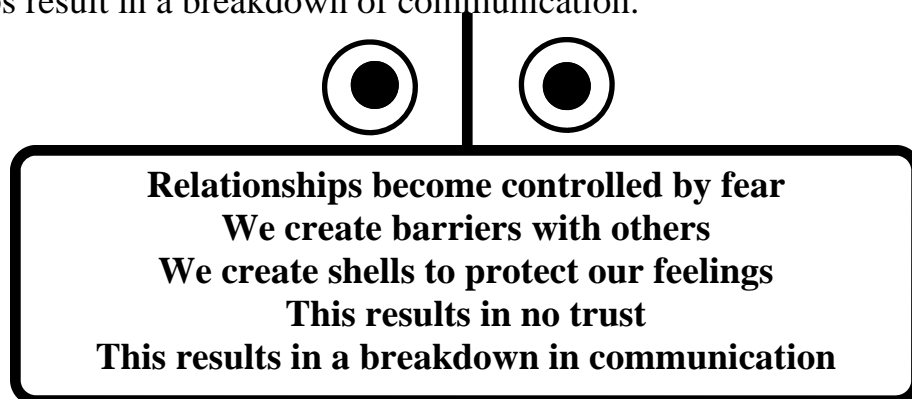 s result in a breakdown of communication.
Relationships become controlled by fear
We create barriers with others
We create shells to protect our feelings
This results in no trust
This results in a breakdown in communication